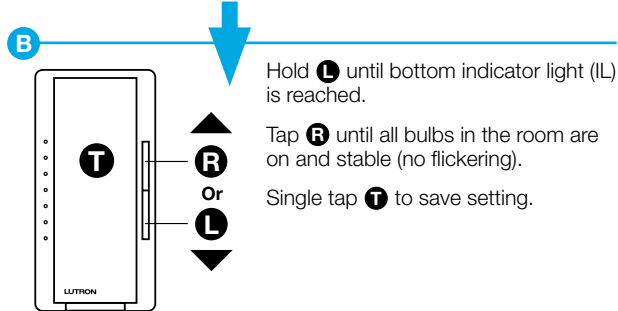 B
Hold L until bottom indicator light (IL)
is reached.
Tap R until all bulbs in the room are
on and stable (no flickering).
Single tap T to save setting.
T
R
Or
L
LUTRON